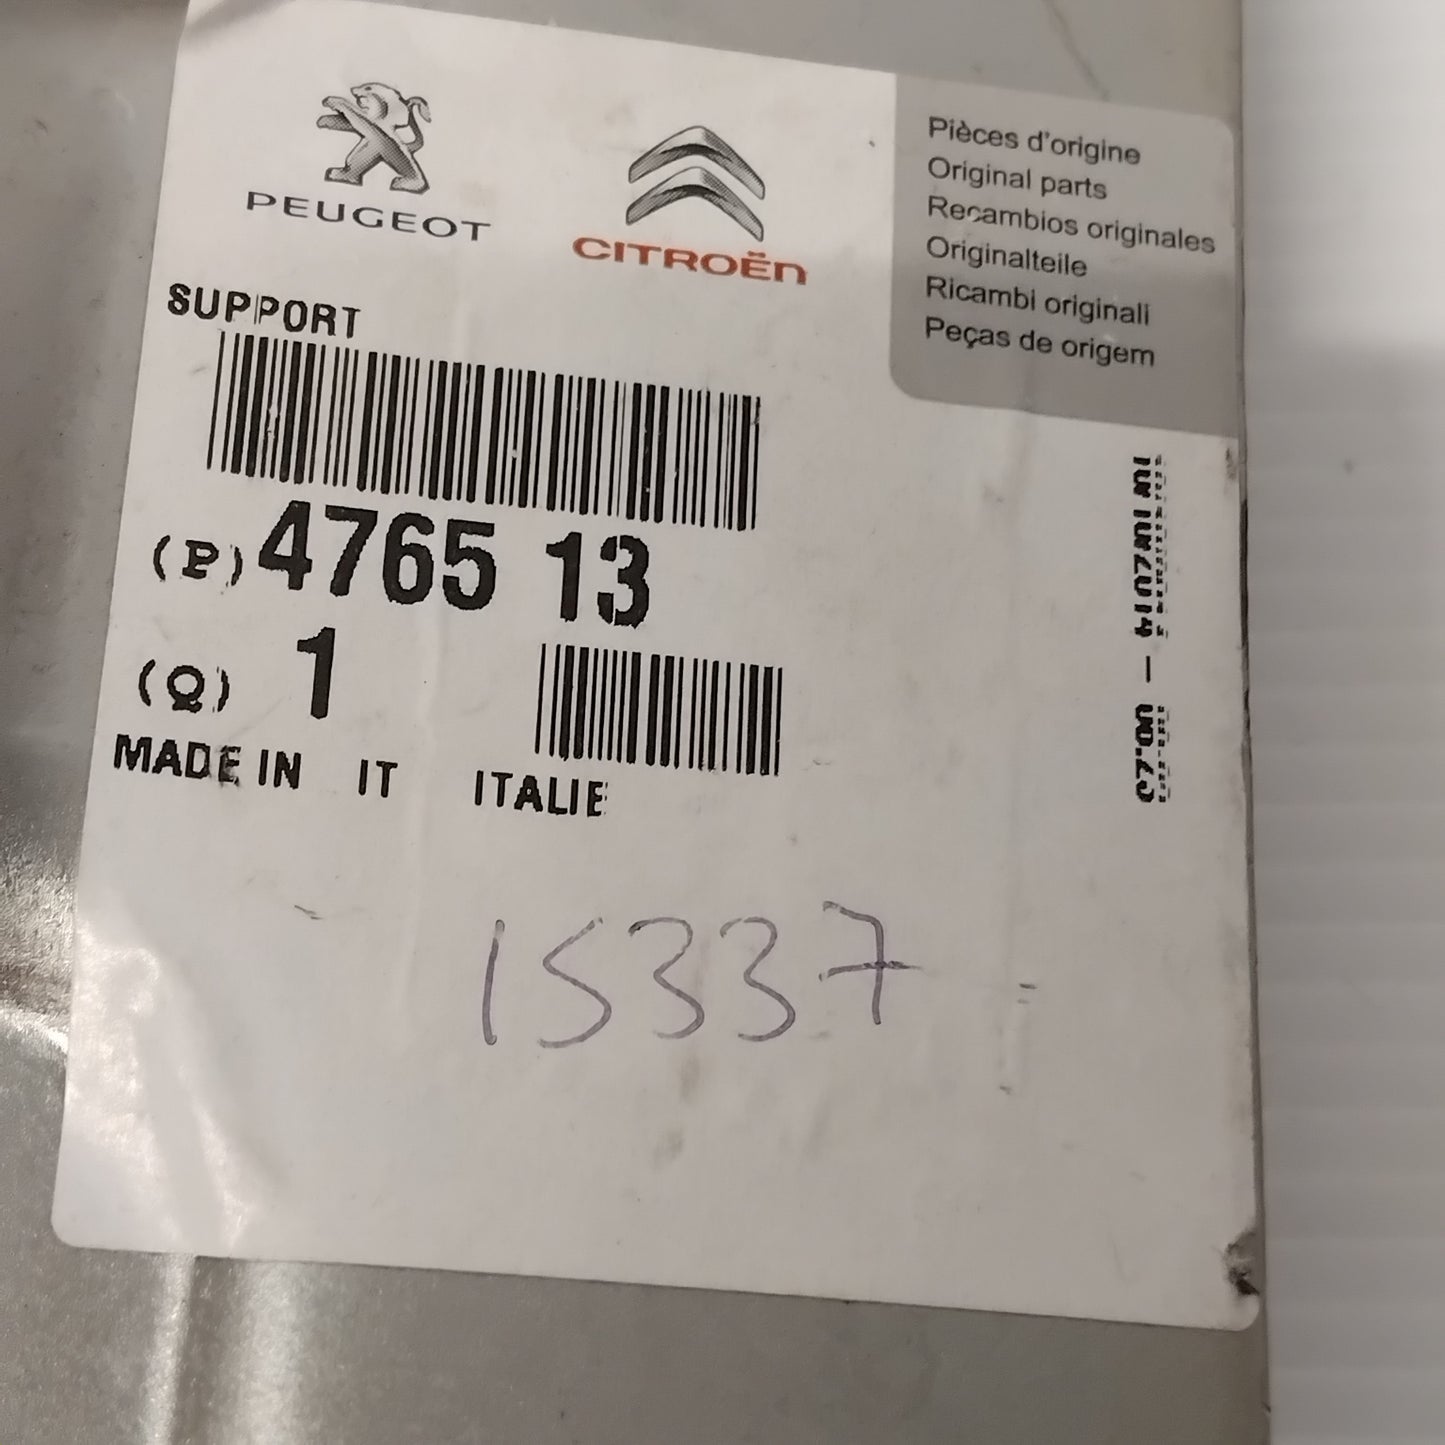 PEUGEOT
CITROËN
Pièces d'origine
Original parts
Recambios originales
Originalteile
Ricambi originali
Peças de origem
SUPPORT
(P) 4765 13
(Q) 1
MADE IN IT ITALIE
15337